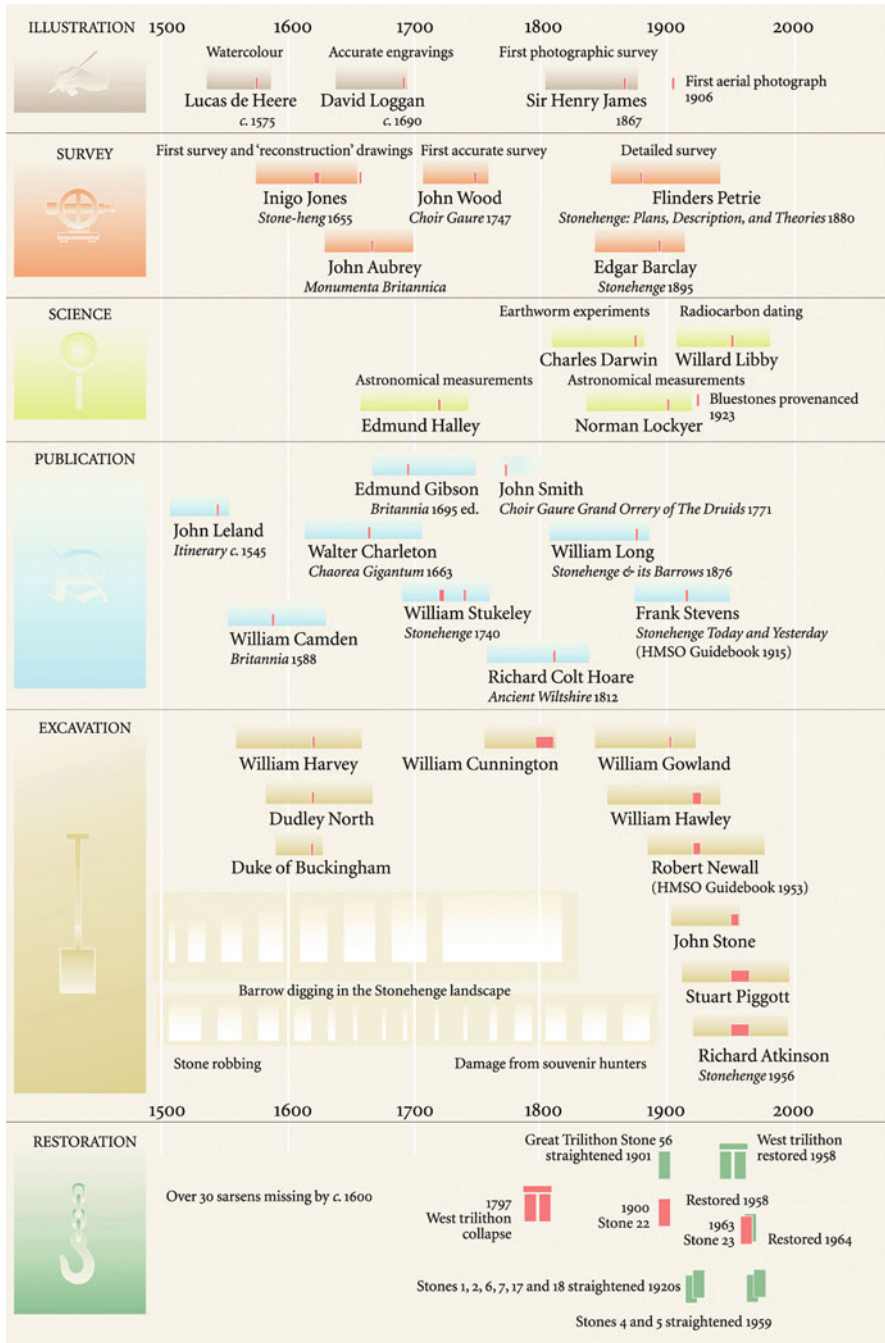 ILLUSTRATION
1500 1600 1700 1800 1900 2000
Watercolour
Lucas de Heere
c. 1575
Accurate engravings
David Loggan
c. 1690
First photographic survey
Sir Henry James
1867
First aerial photograph
1906
SURVEY
First survey and ‘reconstruction’ drawings
Inigo Jones
Stone-heng 1655
First accurate survey
John Wood
Choir Gaure 1747
Detailed survey
Flinders Petrie
Stonehenge: Plans, Description, and Theories 1880
John Aubrey
Monumenta Britannica
Edgar Barclay
Stonehenge 1895
SCIENCE
Earthworm experiments
Charles Darwin
Radiocarbon dating
Willard Libby
Astronomical measurements
Edmund Halley
Astronomical measurements
Norman Lockyer
Bluestones provenanced
1923
PUBLICATION
Edmund Gibson
Britannia 1695 ed.
John Smith
Choir Gaure Grand Orrery of The Druids 1771
John Leland
Itinerary c. 1545
Walter Charleton
Chaorea Gigantum 1663
William Long
Stonehenge & its Barrows 1876
William Stukeley
Stonehenge 1740
Frank Stevens
Stonehenge Today and Yesterday
(HMSO Guidebook 1915)
William Camden
Britannia 1588
Richard Colt Hoare
Ancient Wiltshire 1812
EXCAVATION
William Harvey
William Cunnington
William Gowland
Dudley North
William Hawley
Duke of Buckingham
Robert Newall
(HMSO Guidebook 1953)
John Stone
Barrow digging in the Stonehenge landscape
Stuart Piggott
Stone robbing
Damage from souvenir hunters
Richard Atkinson
Stonehenge 1956
1500 1600 1700 1800 1900 2000
RESTORATION
Great Trilithon Stone 56
straightened 1901
West trilithon
restored 1958
Over 30 sarsens missing by c. 1600
1797
West trilithon
collapse
1900
Stone 22
Restored 1958
1963
Stone 23
Restored 1964
Stones 1, 2, 6, 7, 17 and 18 straightened 1920s
Stones 4 and 5 straightened 1959